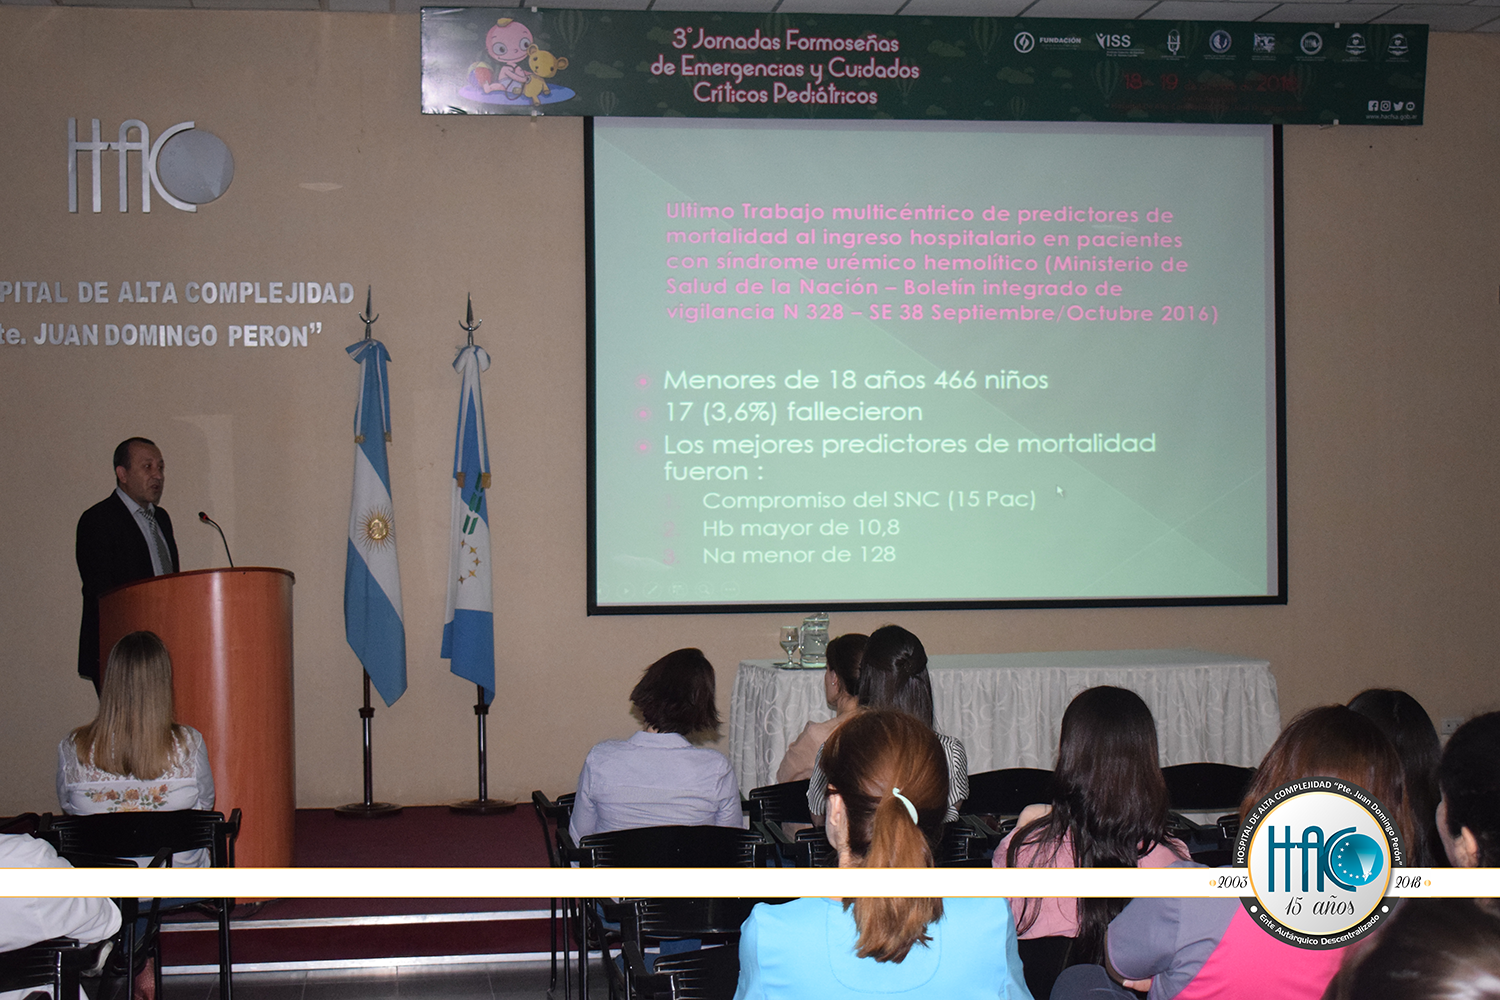 3° Jornadas Formoseñas
de Emergencias y Cuidados
Críticos Pediátricos
FUNDACIÓN
ISS
18 - 19
2018
HAC
PITAL DE ALTA COMPLEJIDAD
te. JUAN DOMINGO PERON"
Ultimo Trabajo multicéntrico de predictores de
mortalidad al ingreso hospitalario en pacientes
con síndrome urémico hemolítico (Ministerio de
Salud de la Nación – Boletín integrado de
vigilancia N 328 – SE 38 Septiembre/Octubre 2016)
Menores de 18 años 466 niños
17 (3,6%) fallecieron
Los mejores predictores de mortalidad
fueron :
Compromiso del SNC (15 Pac)
Hb mayor de 10,8
Na menor de 128
HOSPITAL DE ALTA COMPLEJIDAD "Pte. Juan Domingo Perón"
HAC
2003
2018
15 años
Ente Autárquico Descentralizado